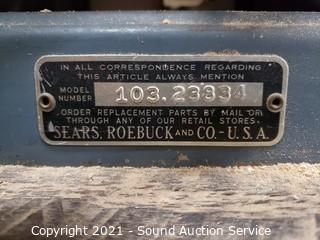 IN ALL CORRESPONDENCE REGARDING
THIS ARTICLE ALWAYS MENTION
MODEL NUMBER 103.23834
ORDER REPLACEMENT PARTS BY MAIL OR
THROUGH ANY OF OUR RETAIL STORES
SEARS, ROEBUCK AND CO.-U.S.A.
Copyright 2021 - Sound Auction Service